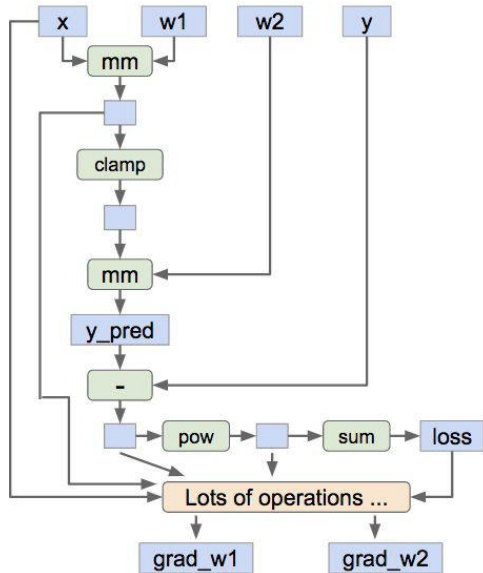 x w1 w2 y
mm
clamp
mm
y_pred
-
pow sum loss
Lots of operations ...
grad_w1 grad_w2